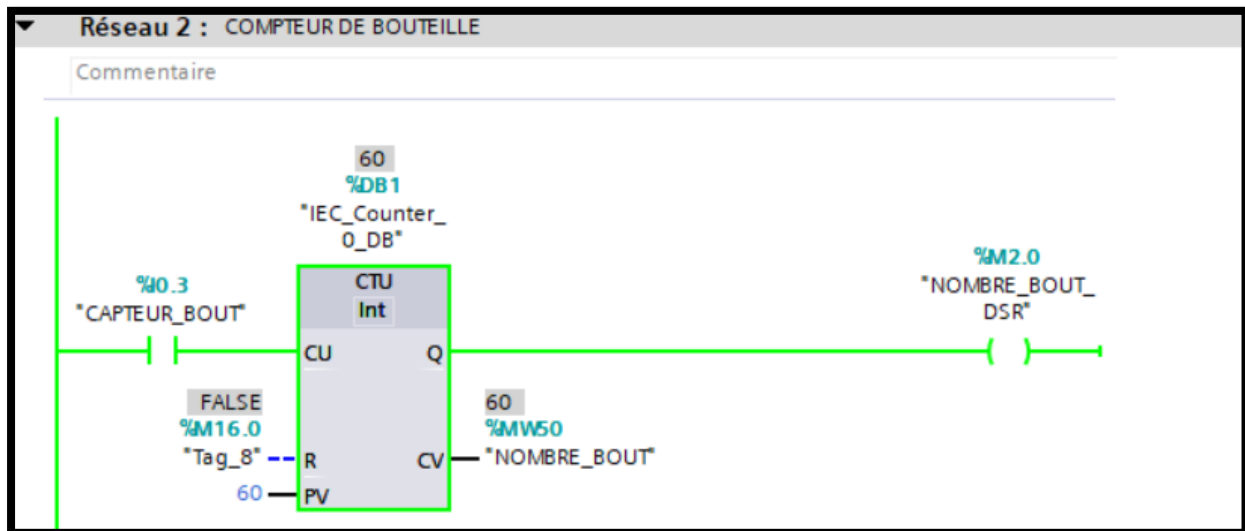 Réseau 2 : COMPTEUR DE BOUTEILLE
Commentaire
60
%DB1
"IEC_Counter_
0_DB"
%I0.3
"CAPTEUR_BOUT"
CTU
Int
%M2.0
"NOMBRE_BOUT_
DSR"
CU Q
FALSE
%M16.0
"Tag_8"
R
60
%MW50
CV "NOMBRE_BOUT"
60 PV